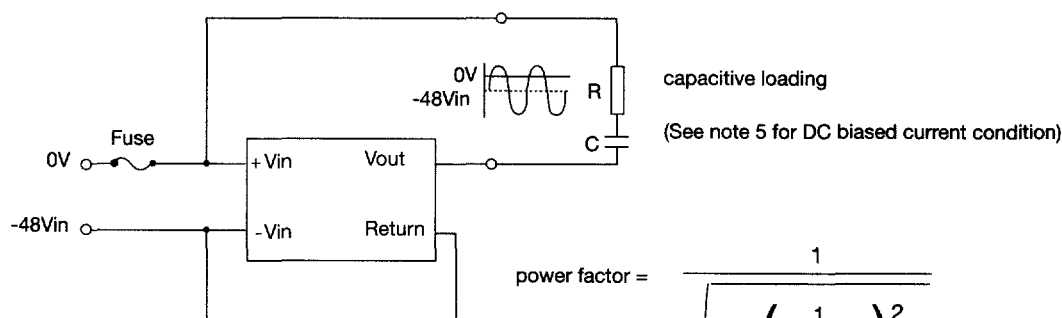 0V
-48Vin
R
capacitive loading
C
(See note 5 for DC biased current condition)
Fuse
0V
+Vin
Vout
-48Vin
-Vin
Return
power factor =
1
( 1 ) 2